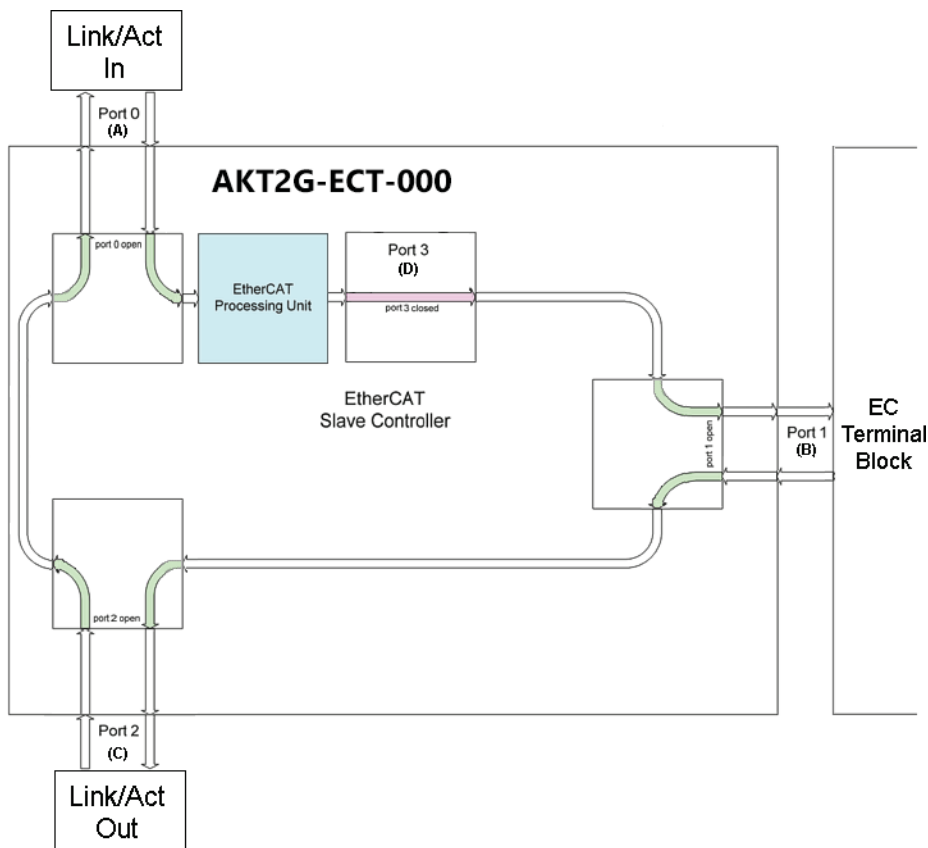 Link/Act
In
Port 0
(A)
AKT2G-ECT-000
port 0 open
EtherCAT
Processing Unit
Port 3
(D)
port 3 closed
EtherCAT
Slave Controller
port 1 open
Port 1
(B)
EC
Terminal
Block
port 2 open
Port 2
(C)
Link/Act
Out